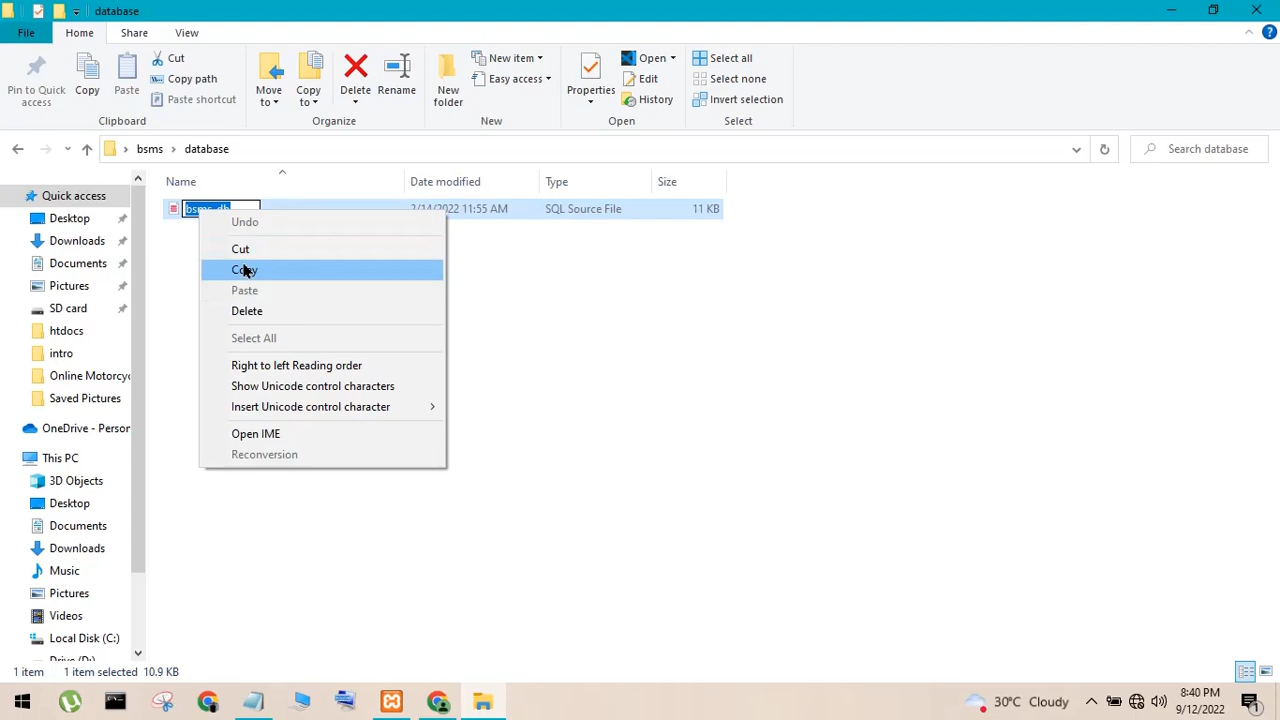 database
File
Home
Share
View
Pin to Quick access
Copy
Paste
Cut
Copy path
Paste shortcut
Clipboard
Move to
Copy to
Delete
Rename
Organize
New folder
New item
Easy access
New
Properties
Open
Edit
History
Open
Select all
Select none
Invert selection
Select
bsms
database
Search database
Name
Date modified
Type
Size
bsms_db
2/14/2022 11:55 AM
SQL Source File
11 KB
Undo
Cut
Copy
Paste
Delete
Select All
Right to left Reading order
Show Unicode control characters
Insert Unicode control character
Open IME
Reconversion
Quick access
Desktop
Downloads
Documents
Pictures
SD card
htdocs
intro
Online Motorcy
Saved Pictures
OneDrive - Person
This PC
3D Objects
Desktop
Documents
Downloads
Music
Pictures
Videos
Local Disk (C:)
Drive (D:)
1 item
1 item selected
10.9 KB
30°C Cloudy
8:40 PM
9/12/2022
1